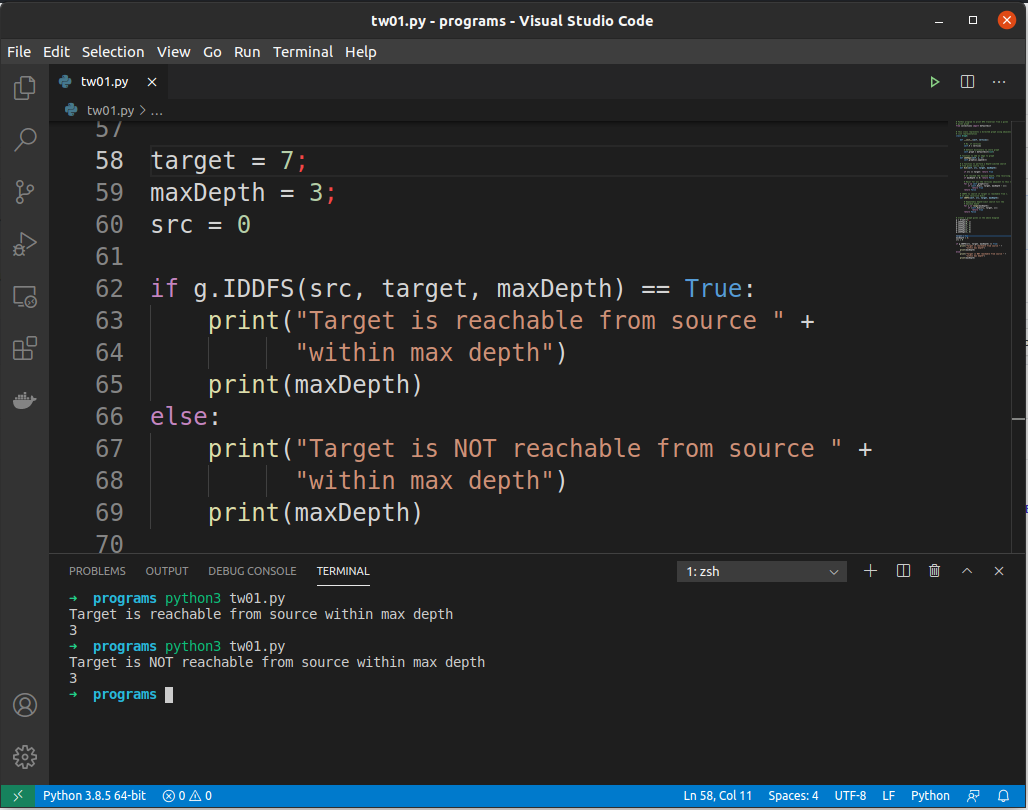 tw01.py - programs - Visual Studio Code
File Edit Selection View Go Run Terminal Help
tw01.py
tw01.py > ...
57
58 target = 7;
59 maxDepth = 3;
60 src = 0
61
62 if g.IDDFS(src, target, maxDepth) == True:
63     print("Target is reachable from source " +
64           "within max depth")
65     print(maxDepth)
66 else:
67     print("Target is NOT reachable from source " +
68           "within max depth")
69     print(maxDepth)
70
PROBLEMS OUTPUT DEBUG CONSOLE TERMINAL 1: zsh
→ programs python3 tw01.py
Target is reachable from source within max depth
3
→ programs python3 tw01.py
Target is NOT reachable from source within max depth
3
→ programs
Python 3.8.5 64-bit 0 0 Ln 58, Col 11 Spaces: 4 UTF-8 LF Python